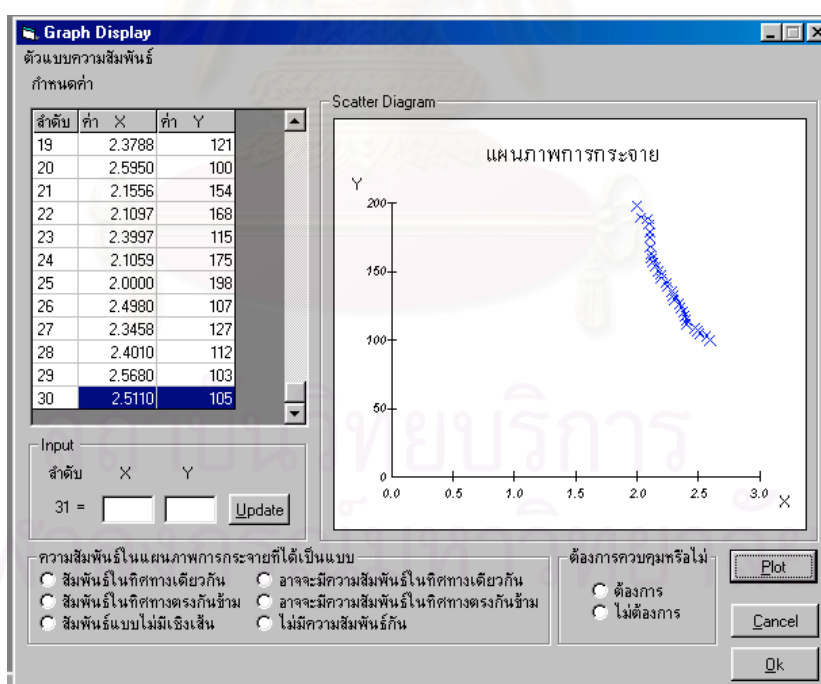 Graph Display
ตัวแบบความสัมพันธ์
กำหนดค่า
ลำดับ ค่า X ค่า Y
19 2.3788 121
20 2.5950 100
21 2.1556 154
22 2.1097 168
23 2.3997 115
24 2.1059 175
25 2.0000 198
26 2.4980 107
27 2.3458 127
28 2.4010 112
29 2.5680 103
30 2.5110 105
Scatter Diagram
แผนภาพการกระจาย
Y
200
150
100
50
0
0.0 0.5 1.0 1.5 2.0 2.5 3.0 X
Input
ลำดับ X Y
31 = Update
ความสัมพันธ์ในแผนภาพการกระจายที่ได้เป็นแบบ
สัมพันธ์ในทิศทางเดียวกัน อาจจะมีความสัมพันธ์ในทิศทางเดียวกัน
สัมพันธ์ในทิศทางตรงกันข้าม อาจจะมีความสัมพันธ์ในทิศทางตรงกันข้าม
สัมพันธ์แบบไม่มีเชิงเส้น ไม่มีความสัมพันธ์กัน
ต้องการควบคุมหรือไม่
ต้องการ
ไม่ต้องการ
Plot
Cancel
Ok
สถาบันวิทยบริการ